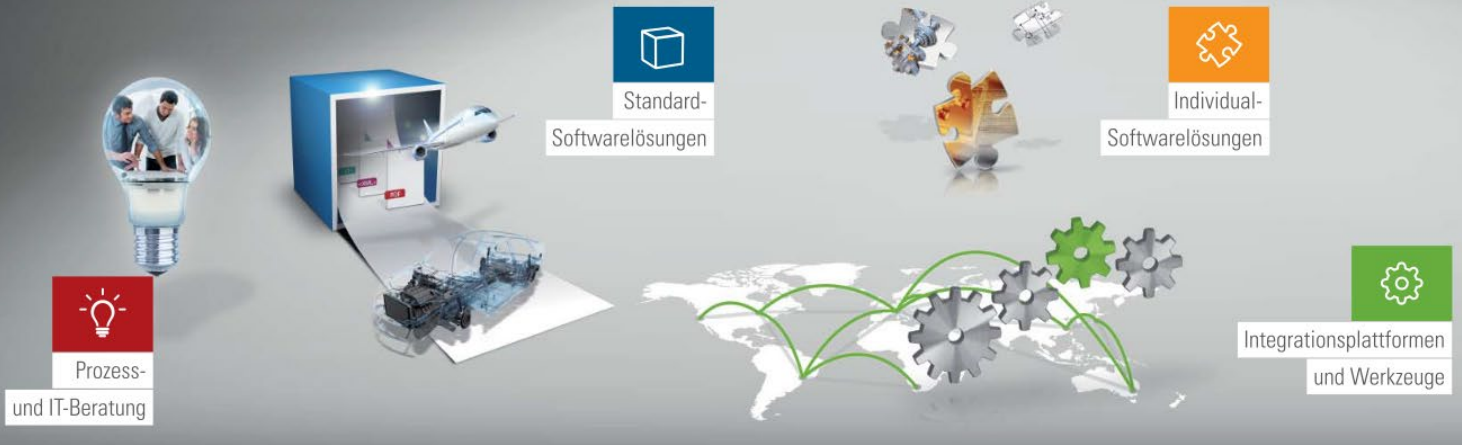 Standard-
Softwarelösungen
Individual-
Softwarelösungen
Prozess-
und IT-Beratung
Integrationsplattformen
und Werkzeuge